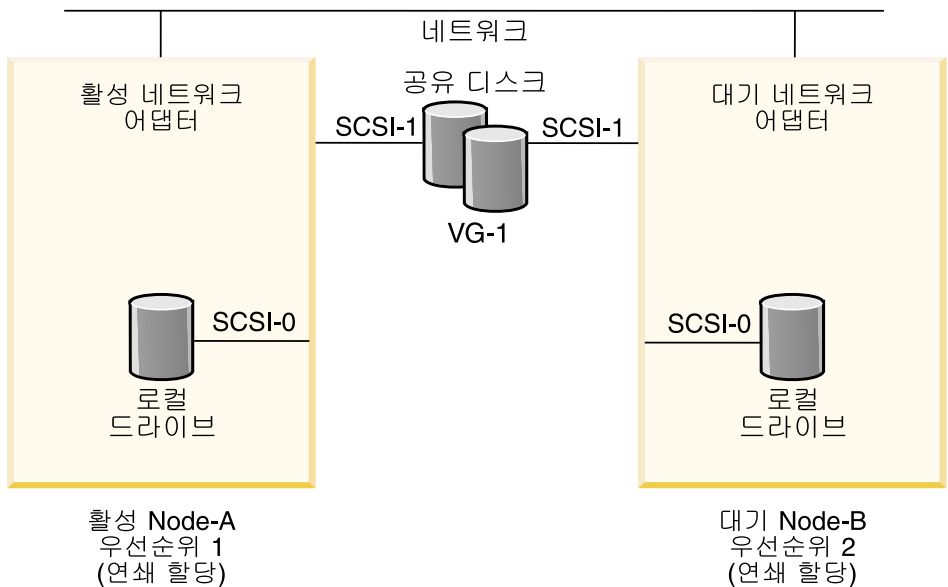 네트워크
활성 네트워크
어댑터
공유 디스크
대기 네트워크
어댑터
SCSI-1
SCSI-1
VG-1
SCSI-0
SCSI-0
로컬
드라이브
로컬
드라이브
활성 Node-A
우선순위 1
(연쇄 할당)
대기 Node-B
우선순위 2
(연쇄 할당)